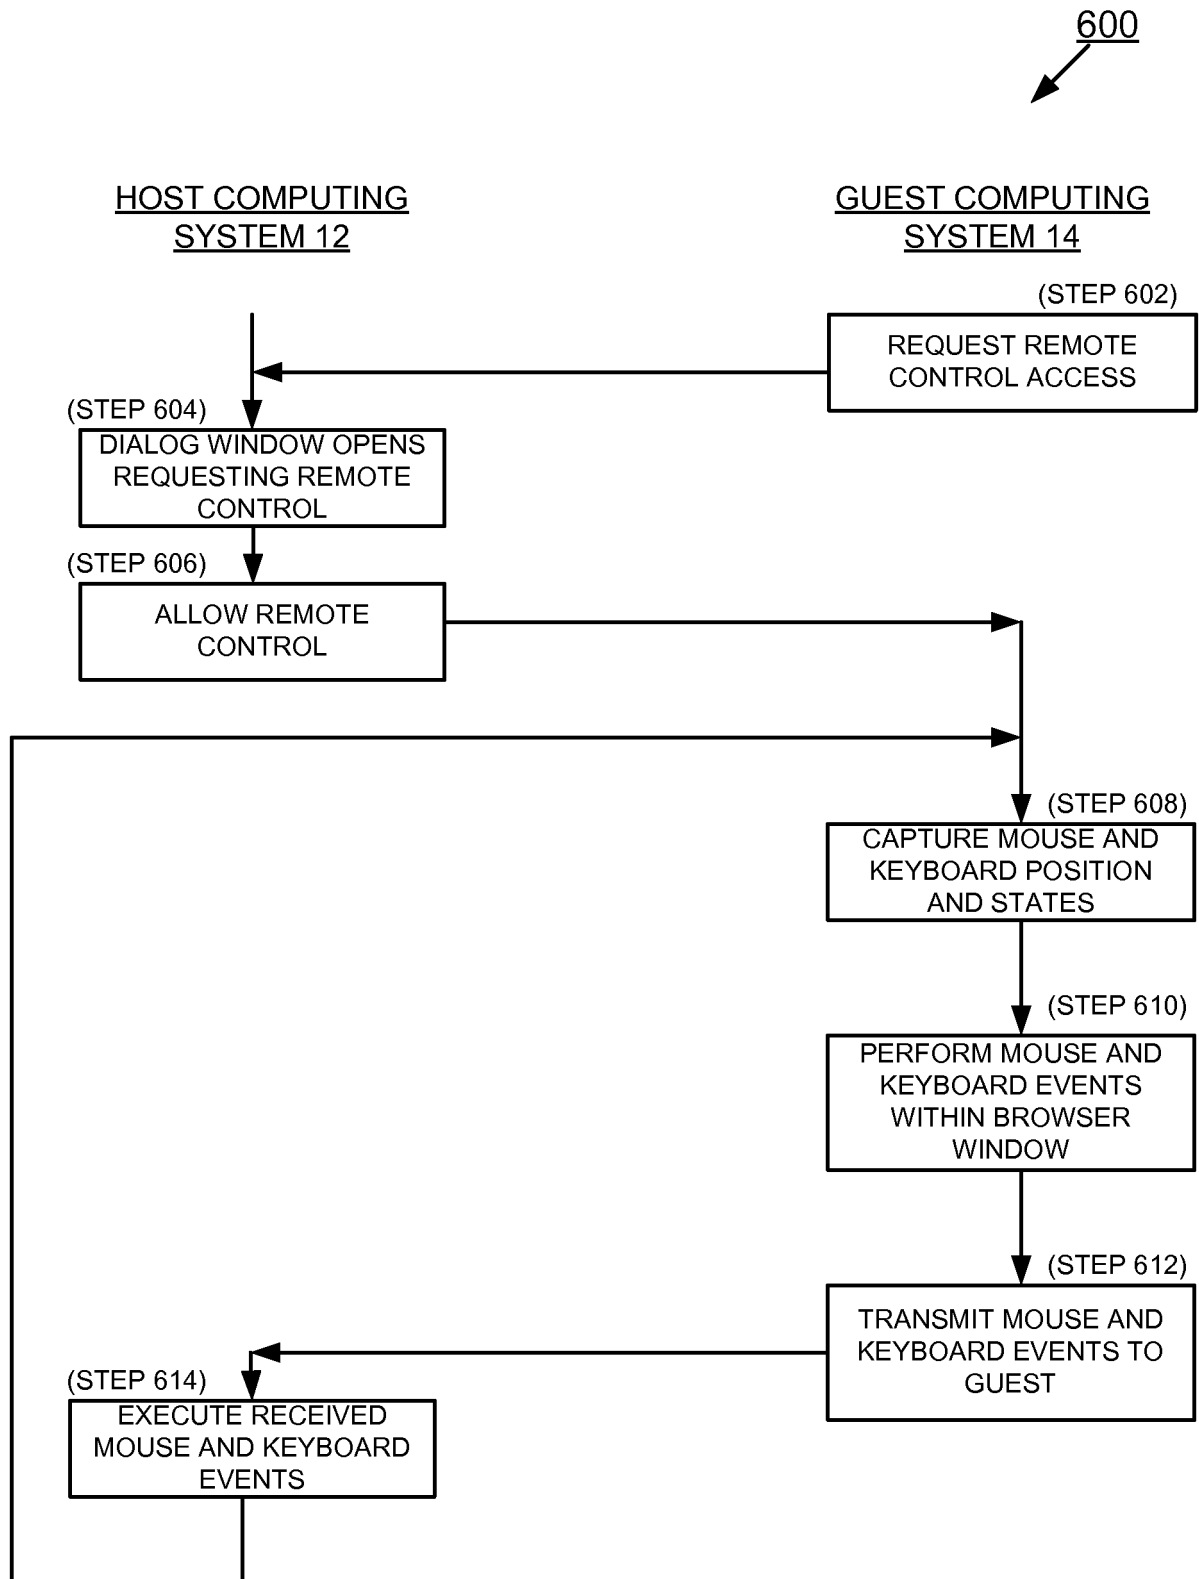 600
HOST COMPUTING
SYSTEM 12
GUEST COMPUTING
SYSTEM 14
(STEP 602)
REQUEST REMOTE
CONTROL ACCESS
(STEP 604)
DIALOG WINDOW OPENS
REQUESTING REMOTE
CONTROL
(STEP 606)
ALLOW REMOTE
CONTROL
(STEP 608)
CAPTURE MOUSE AND
KEYBOARD POSITION
AND STATES
(STEP 610)
PERFORM MOUSE AND
KEYBOARD EVENTS
WITHIN BROWSER
WINDOW
(STEP 612)
TRANSMIT MOUSE AND
KEYBOARD EVENTS TO
GUEST
(STEP 614)
EXECUTE RECEIVED
MOUSE AND KEYBOARD
EVENTS